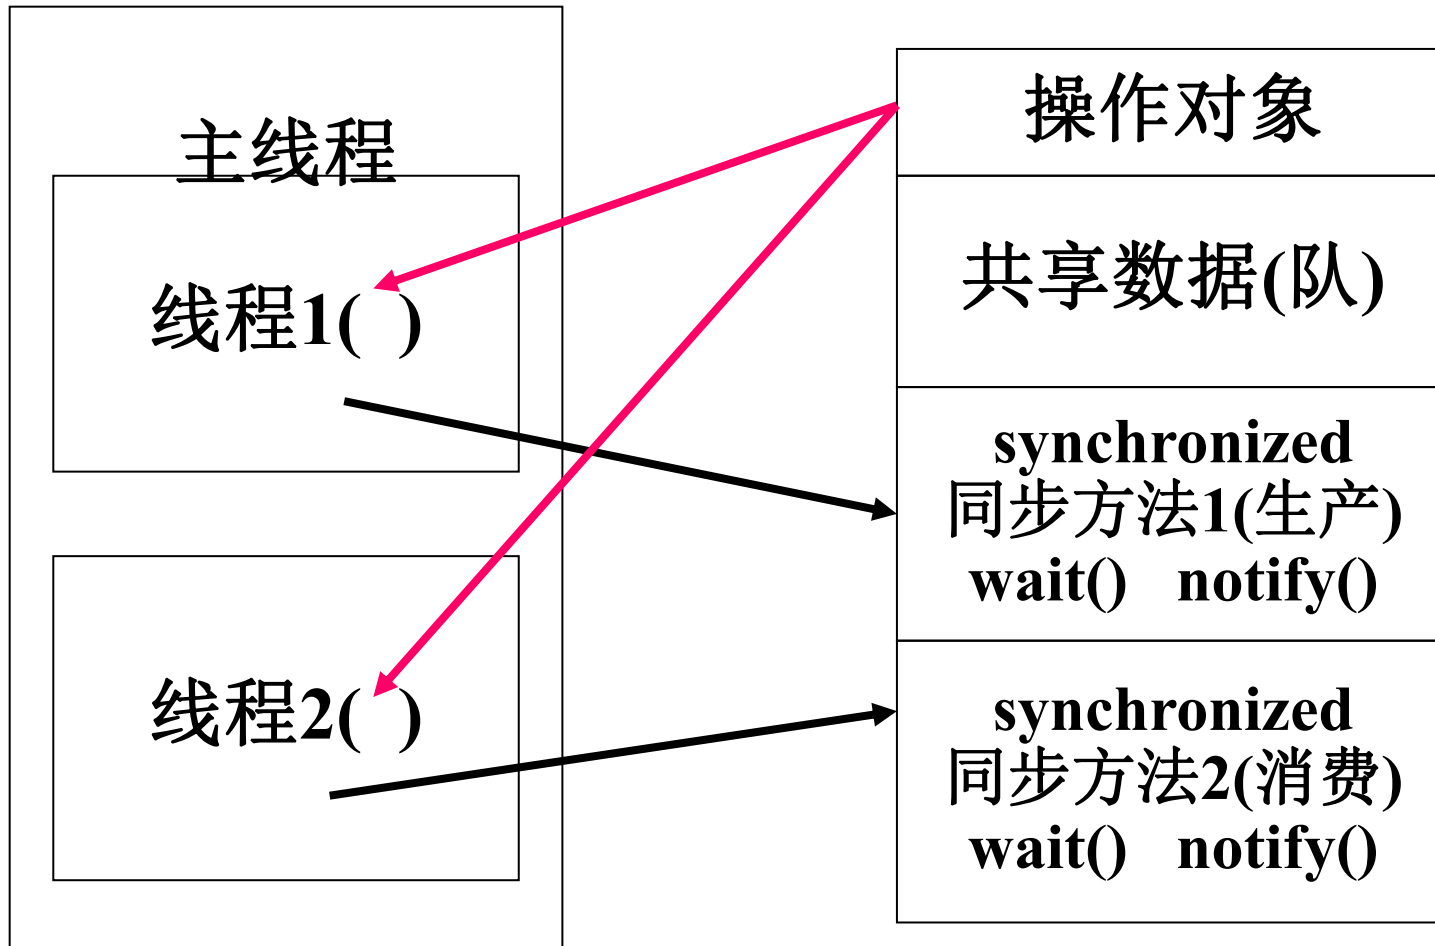 主线程
线程1( )
线程2( )
操作对象
共享数据(队)
synchronized
同步方法1(生产)
wait() notify()
synchronized
同步方法2(消费)
wait() notify()